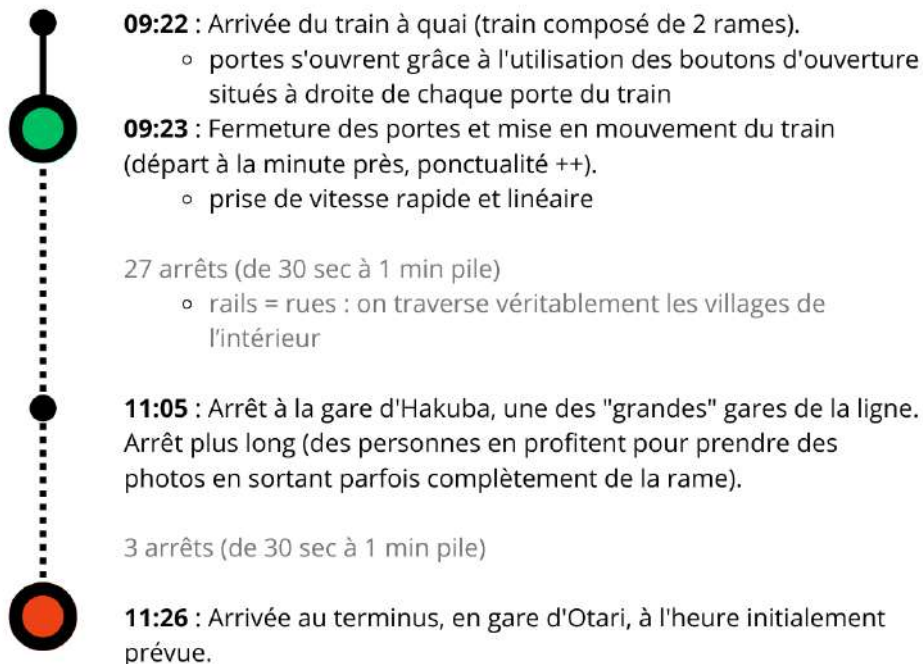 09:22 : Arrivée du train à quai (train composé de 2 rames).
◦ portes s'ouvrent grâce à l'utilisation des boutons d'ouverture
situés à droite de chaque porte du train
09:23 : Fermeture des portes et mise en mouvement du train
(départ à la minute près, ponctualité ++).
◦ prise de vitesse rapide et linéaire
27 arrêts (de 30 sec à 1 min pile)
◦ rails = rues : on traverse véritablement les villages de
l'intérieur
11:05 : Arrêt à la gare d'Hakuba, une des "grandes" gares de la ligne.
Arrêt plus long (des personnes en profitent pour prendre des
photos en sortant parfois complètement de la rame).
3 arrêts (de 30 sec à 1 min pile)
11:26 : Arrivée au terminus, en gare d'Otari, à l'heure initialement
prévue.